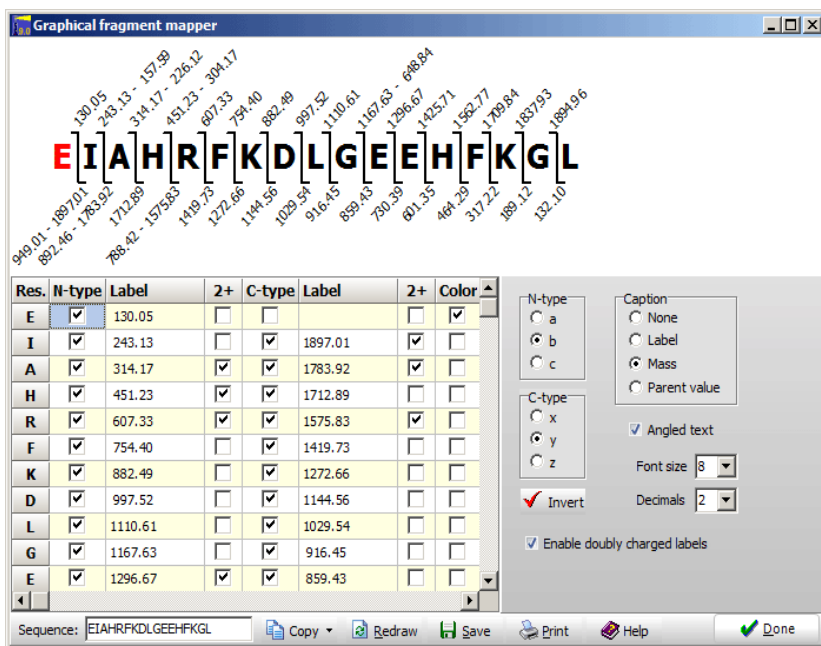 9.0 Graphical fragment mapper
130.05
243.13 - 157.59
314.17 - 226.12
451.23 - 304.17
607.33
754.40
882.49
997.52
1110.61
1167.63 - 648.84
1296.67
1425.71
1562.77
1709.84
1837.93
1894.96
E I A H R F K D L G E E H F K G L
949.01 - 1897.01
892.46 - 1783.92
1712.89
788.42 - 1575.83
1419.73
1272.66
1144.56
1029.54
916.45
859.43
730.39
601.35
464.29
317.22
189.12
132.10
Res. N-type Label 2+ C-type Label 2+ Color
E 130.05
I 243.13 1897.01
A 314.17 1783.92
H 451.23 1712.89
R 607.33 1575.83
F 754.40 1419.73
K 882.49 1272.66
D 997.52 1144.56
L 1110.61 1029.54
G 1167.63 916.45
E 1296.67 859.43
N-type
a
b
c
C-type
x
y
z
Invert
Caption
None
Label
Mass
Parent value
Angled text
Font size 8
Decimals 2
Enable doubly charged labels
Sequence: EIAHRFKDLGEEHFKGL Copy Redraw Save Print Help Done